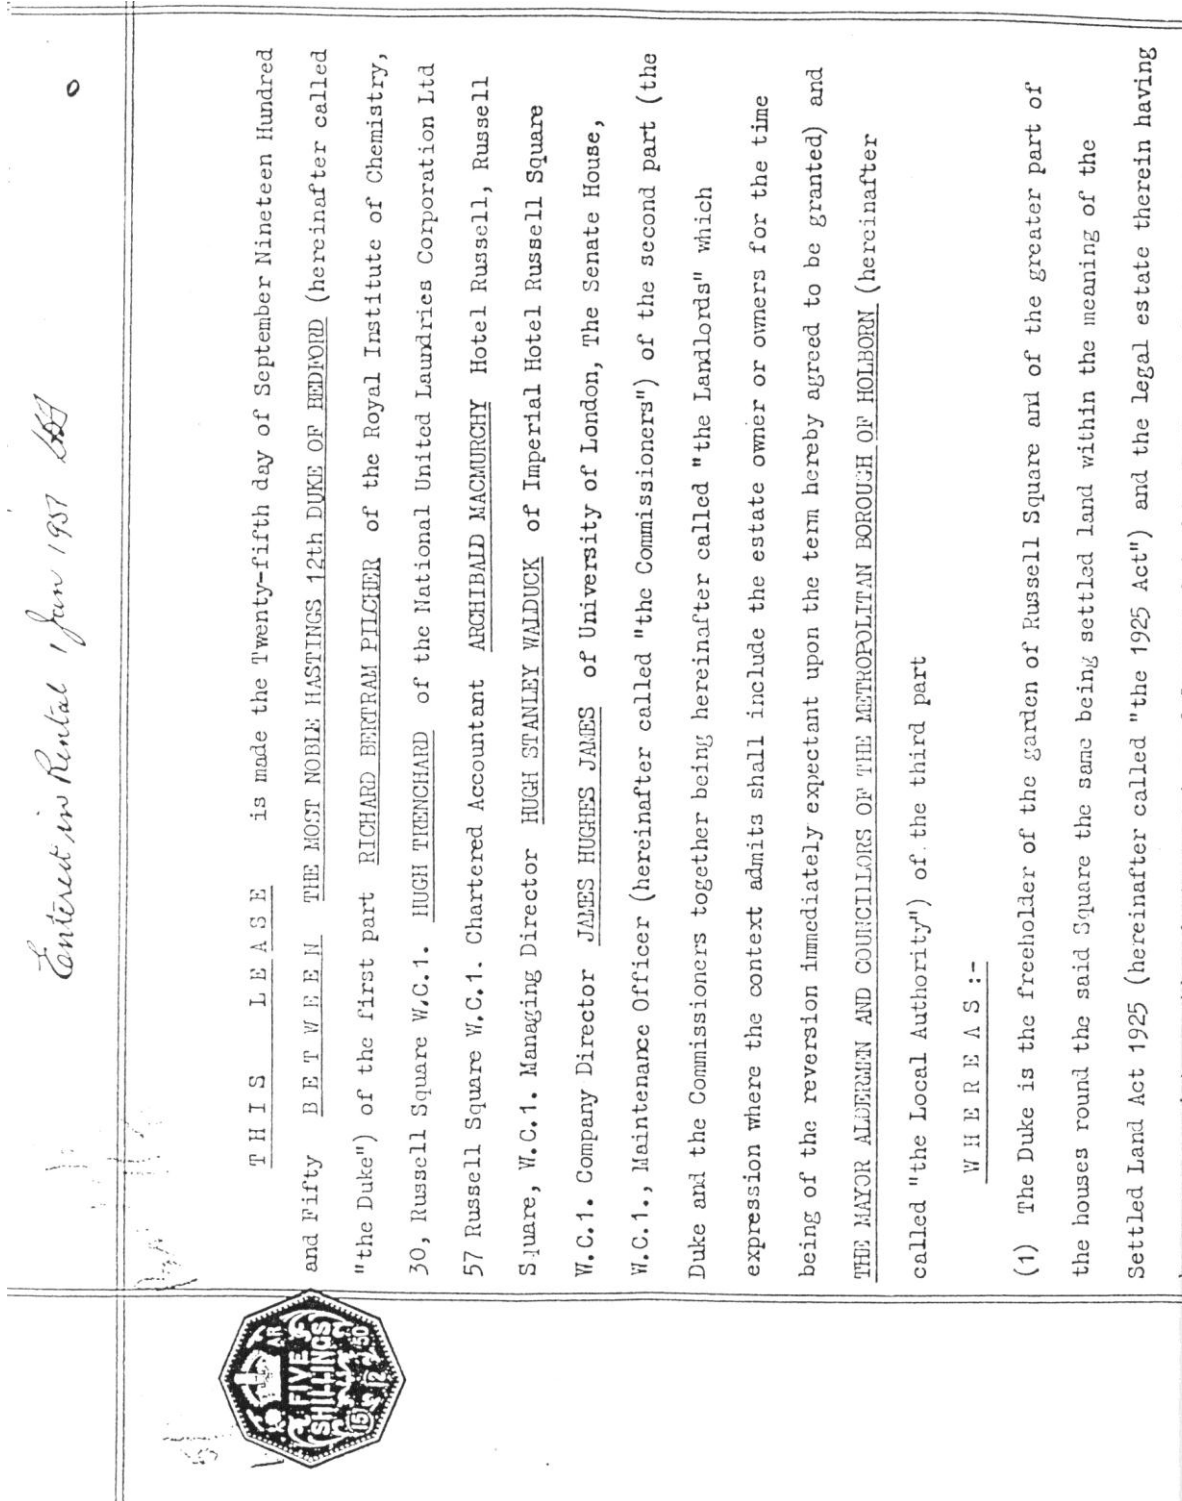 Entered in Rental 1 Jan 1957
THIS LEASE is made the Twenty-fifth day of September Nineteen Hundred
and Fifty BETWEEN THE MOST NOBLE HASTINGS 12th DUKE OF BEDFORD (hereinafter called
"the Duke") of the first part RICHARD BERTRAM PILCHER of the Royal Institute of Chemistry,
30, Russell Square W.C.1. HUGH TRENCHARD of the National United Laundries Corporation Ltd
57 Russell Square W.C.1. Chartered Accountant ARCHIBALD MACMURCHY Hotel Russell, Russell
Square, W.C.1. Managing Director HUGH STANLEY WALDUCK of Imperial Hotel Russell Square
W.C.1. Company Director JAMES HUGHES JAMES of University of London, The Senate House,
W.C.1., Maintenance Officer (hereinafter called "the Commissioners") of the second part (the
Duke and the Commissioners together being hereinafter called "the Landlords" which
expression where the context admits shall include the estate owner or owners for the time
being of the reversion immediately expectant upon the term hereby agreed to be granted) and
THE MAYOR ALDERMEN AND COUNCILLORS OF THE METROPOLITAN BOROUGH OF HOLBORN (hereinafter
called "the Local Authority") of the third part
WHEREAS:-
(1) The Duke is the freeholder of the garden of Russell Square and of the greater part of
the houses round the said Square the same being settled land within the meaning of the
Settled Land Act 1925 (hereinafter called "the 1925 Act") and the legal estate therein having
AR
FIVE
SHILLINGS
15 12 50